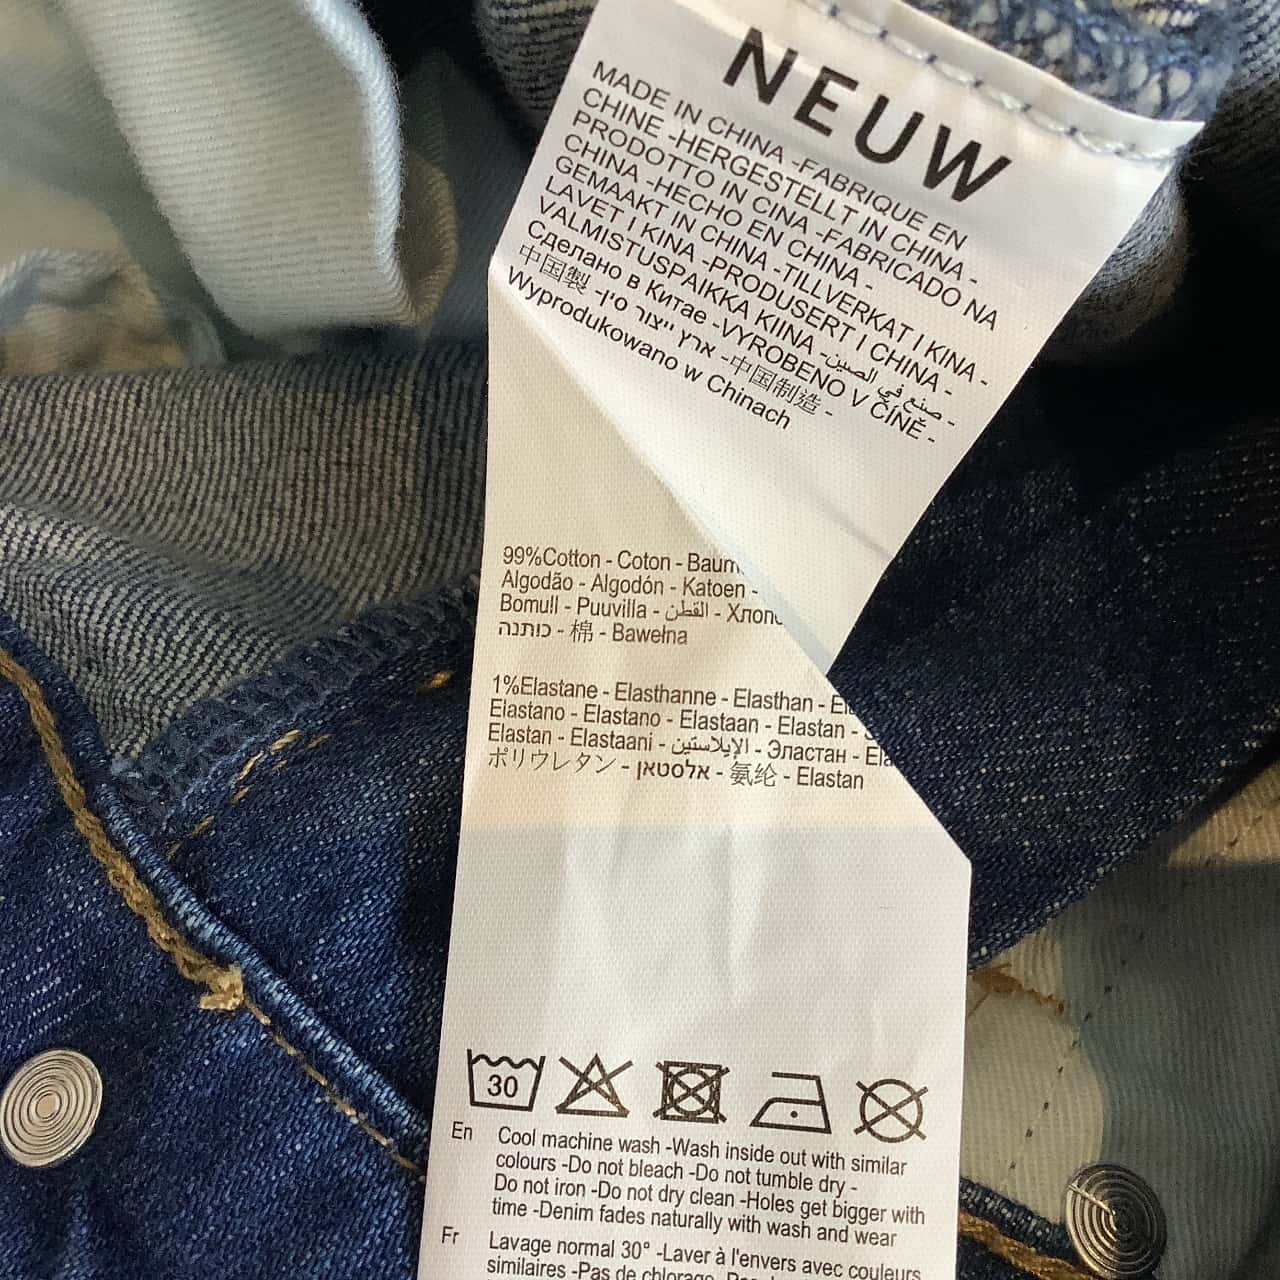 NEUW
MADE IN CHINA -FABRIQUE EN
CHINE -HERGESTELLT IN CHINA -
PRODOTTO IN CINA -FABRICADO NA
CHINA -HECHO EN CHINA -
GEMAAKT IN CHINA -TILLVERKAT I KINA -
LAVET I KINA -PRODUSERT I CHINA -
VALMISTUSPAIKKA KIINA -صنع في الصين -
Сделано в Китае -VYROBENO V ČÍNĚ -
中国製 -ארץ ייצור סין -中国制造 -
Wyprodukowano w Chinach
99%Cotton - Coton -
Algodão - Algodón - Katoen -
Bomull - Puuvilla - القطن -
כותנה - 棉 - Bawełna
1%Elastane - Elasthanne - Elasthan -
Elastano - Elastano - Elastaan - Elastan -
Elastan - Elastaani - الإيلاستين - Эластан -
ポリウレタン - אלסטאן - 氨纶 - Elastan
30
En Cool machine wash -Wash inside out with similar
colours -Do not bleach -Do not tumble dry -
Do not iron -Do not dry clean -Holes get bigger with
time -Denim fades naturally with wash and wear
Fr Lavage normal 30° -Laver à l'envers avec couleurs
similaires -Pas de chlorage